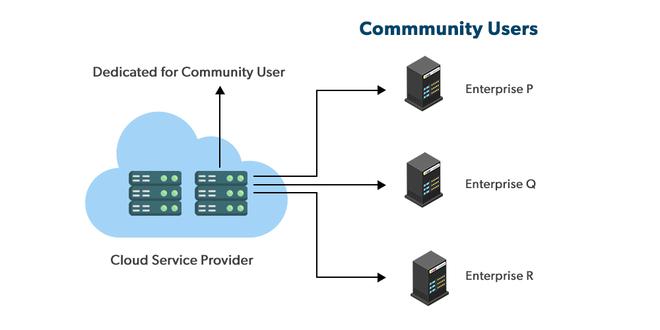 Commmunity Users
Dedicated for Community User
Enterprise P
Enterprise Q
Cloud Service Provider
Enterprise R